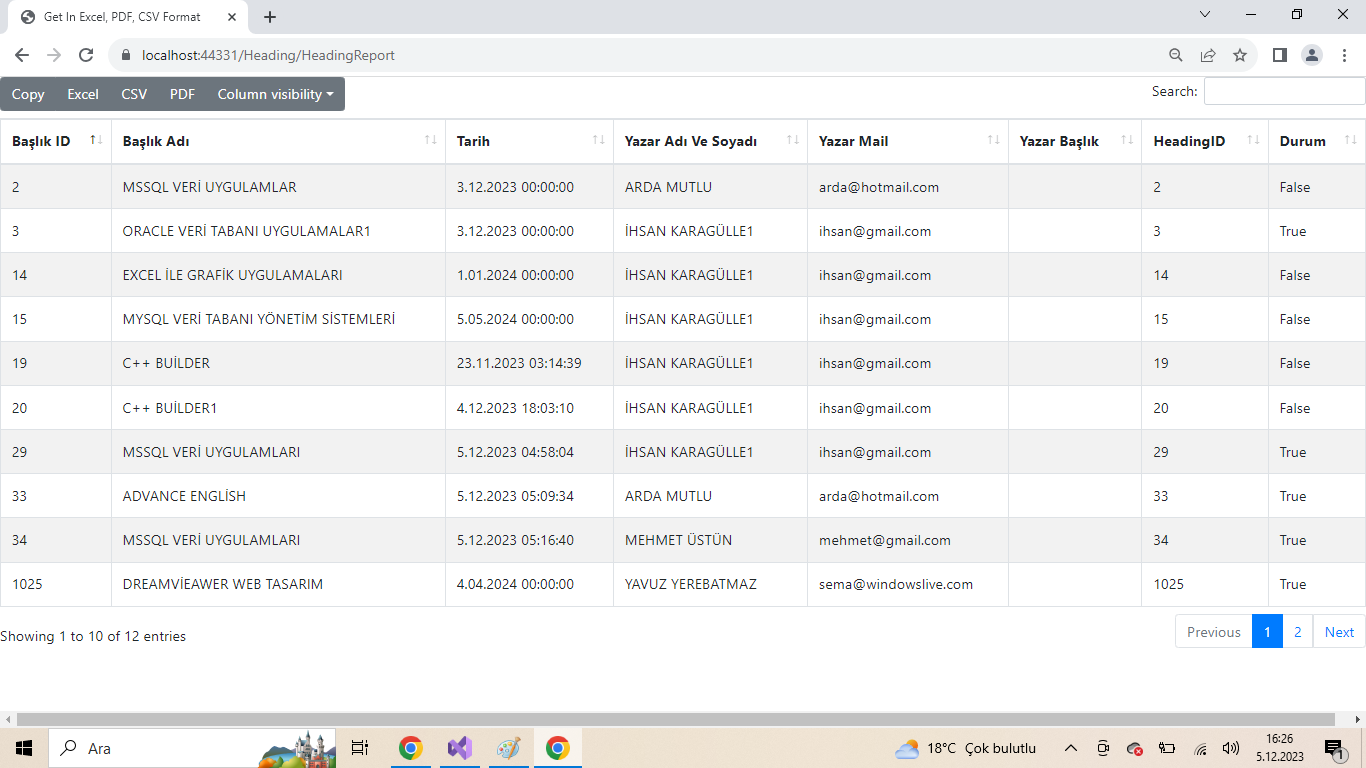 Get In Excel, PDF, CSV Format
localhost:44331/Heading/HeadingReport
Copy Excel CSV PDF Column visibility Search:
Başlık ID Başlık Adı Tarih Yazar Adı Ve Soyadı Yazar Mail Yazar Başlık HeadingID Durum
2 MSSQL VERİ UYGULAMLAR 3.12.2023 00:00:00 ARDA MUTLU arda@hotmail.com 2 False
3 ORACLE VERİ TABANI UYGULAMALAR1 3.12.2023 00:00:00 İHSAN KARAGÜLLE1 ihsan@gmail.com 3 True
14 EXCEL İLE GRAFİK UYGULAMALARI 1.01.2024 00:00:00 İHSAN KARAGÜLLE1 ihsan@gmail.com 14 False
15 MYSQL VERİ TABANI YÖNETİM SİSTEMLERİ 5.05.2024 00:00:00 İHSAN KARAGÜLLE1 ihsan@gmail.com 15 False
19 C++ BUİLDER 23.11.2023 03:14:39 İHSAN KARAGÜLLE1 ihsan@gmail.com 19 False
20 C++ BUİLDER1 4.12.2023 18:03:10 İHSAN KARAGÜLLE1 ihsan@gmail.com 20 False
29 MSSQL VERİ UYGULAMLARI 5.12.2023 04:58:04 İHSAN KARAGÜLLE1 ihsan@gmail.com 29 True
33 ADVANCE ENGLİSH 5.12.2023 05:09:34 ARDA MUTLU arda@hotmail.com 33 True
34 MSSQL VERİ UYGULAMLARI 5.12.2023 05:16:40 MEHMET ÜSTÜN mehmet@gmail.com 34 True
1025 DREAMVİEAWER WEB TASARIM 4.04.2024 00:00:00 YAVUZ YEREBATMAZ sema@windowslive.com 1025 True
Showing 1 to 10 of 12 entries Previous 1 2 Next
Ara 18°C Çok bulutlu 16:26
5.12.2023 1